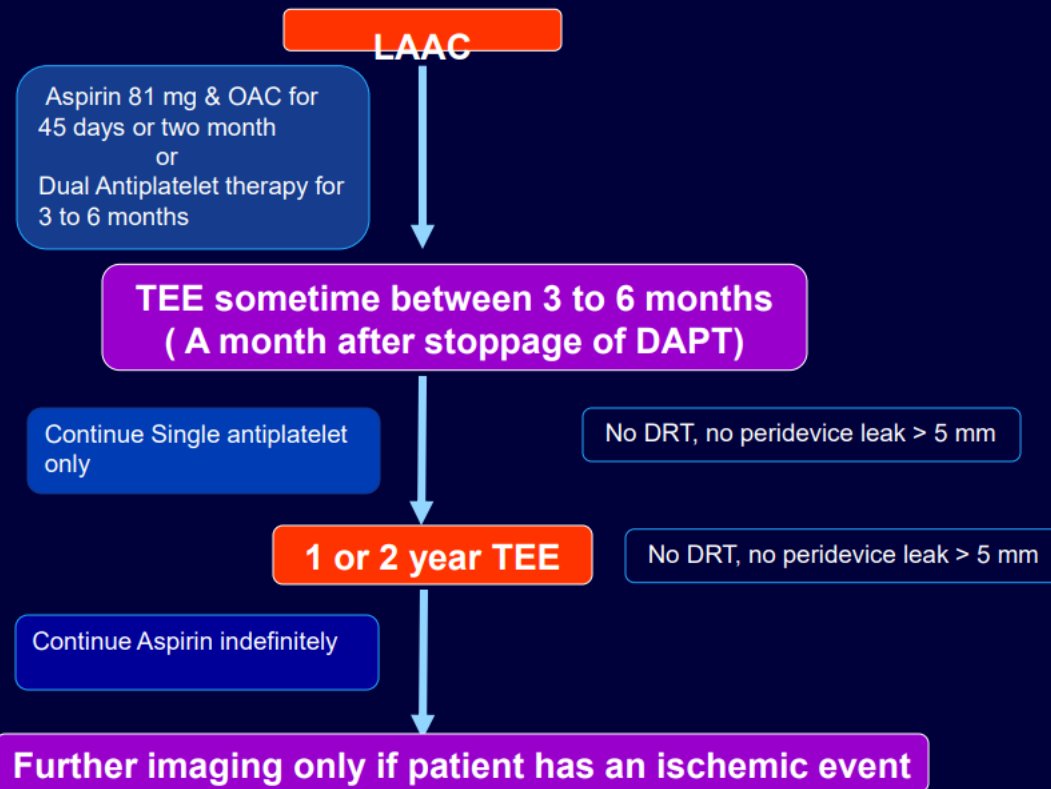 LAAC
Aspirin 81 mg & OAC for
45 days or two month
or
Dual Antiplatelet therapy for
3 to 6 months
TEE sometime between 3 to 6 months
( A month after stoppage of DAPT)
Continue Single antiplatelet
only
No DRT, no peridevice leak > 5 mm
1 or 2 year TEE
No DRT, no peridevice leak > 5 mm
Continue Aspirin indefinitely
Further imaging only if patient has an ischemic event